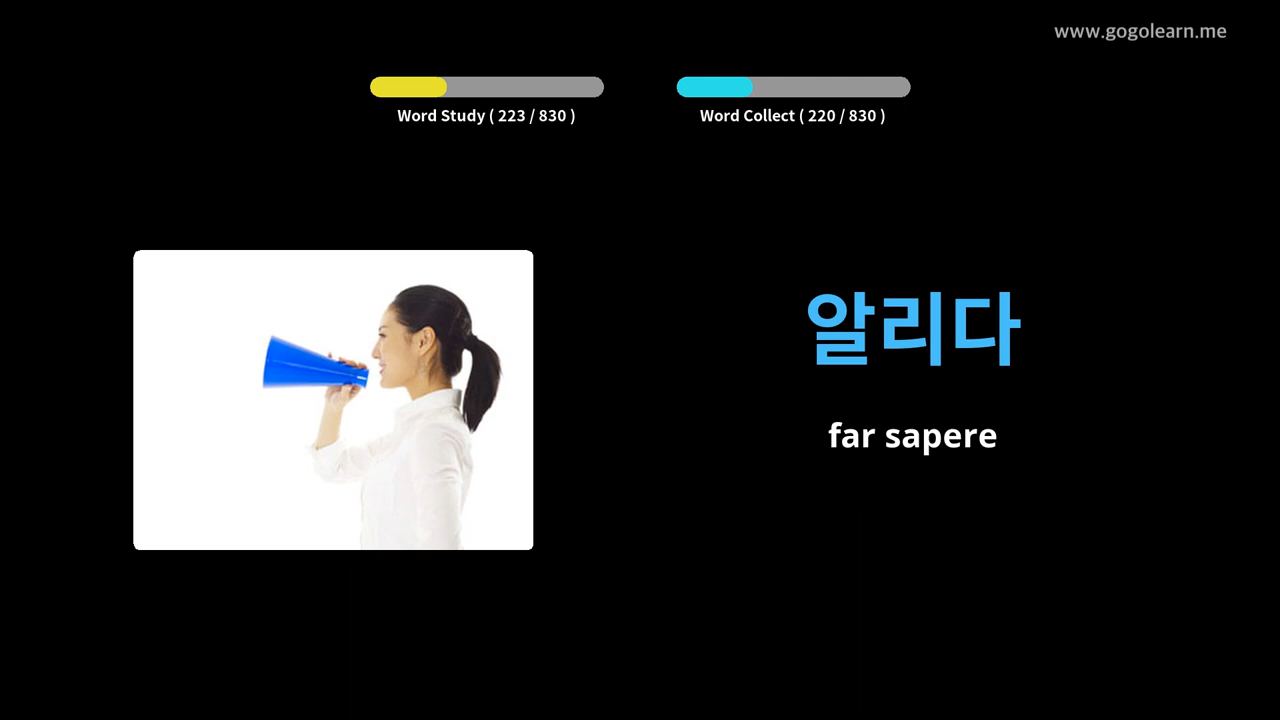 www.gogolearn.me
Word Study ( 223 / 830 )
Word Collect ( 220 / 830 )
알리다
far sapere